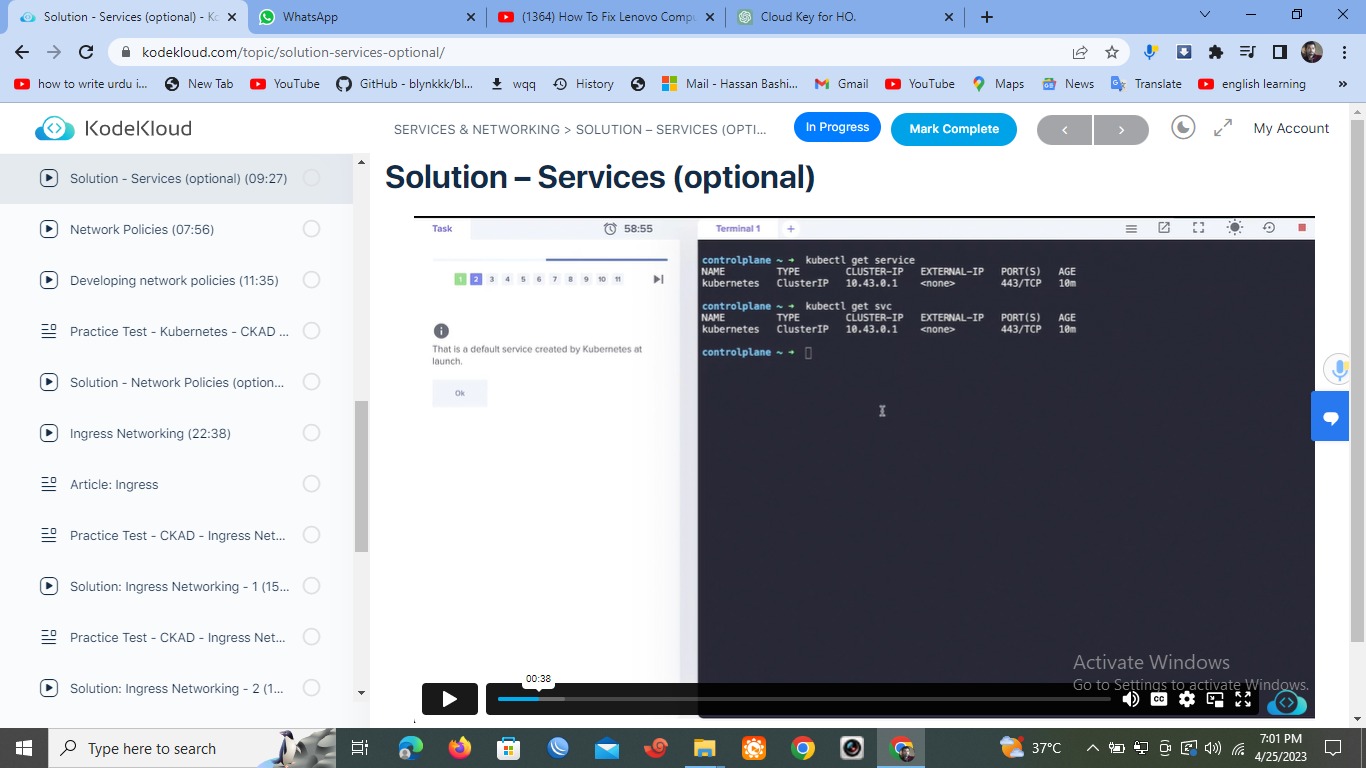 Solution - Services (optional) - Ko
WhatsApp
(1364) How To Fix Lenovo Compu
Cloud Key for HO.
kodekloud.com/topic/solution-services-optional/
how to write urdu i...
New Tab
YouTube
GitHub - blynkkk/bl...
wqq
History
Mail - Hassan Bashi...
Gmail
YouTube
Maps
News
Translate
english learning
»
KodeKloud
SERVICES & NETWORKING > SOLUTION – SERVICES (OPTI...
In Progress
Mark Complete
My Account
Solution - Services (optional) (09:27)
Network Policies (07:56)
Developing network policies (11:35)
Practice Test - Kubernetes - CKAD ...
Solution - Network Policies (option...
Ingress Networking (22:38)
Article: Ingress
Practice Test - CKAD - Ingress Net...
Solution: Ingress Networking - 1 (15...
Practice Test - CKAD - Ingress Net...
Solution: Ingress Networking - 2 (1...
Solution – Services (optional)
Task
58:55
1 2 3 4 5 6 7 8 9 10 11
That is a default service created by Kubernetes at
launch.
Ok
Terminal 1
+
controlplane ~ ➜ kubectl get service
NAME TYPE CLUSTER-IP EXTERNAL-IP PORT(S) AGE
kubernetes ClusterIP 10.43.0.1 <none> 443/TCP 10m
controlplane ~ ➜ kubectl get svc
NAME TYPE CLUSTER-IP EXTERNAL-IP PORT(S) AGE
kubernetes ClusterIP 10.43.0.1 <none> 443/TCP 10m
controlplane ~ ➜
Activate Windows
Go to Settings to activate Windows.
00:38
CC
Type here to search
37°C
7:01 PM
4/25/2023